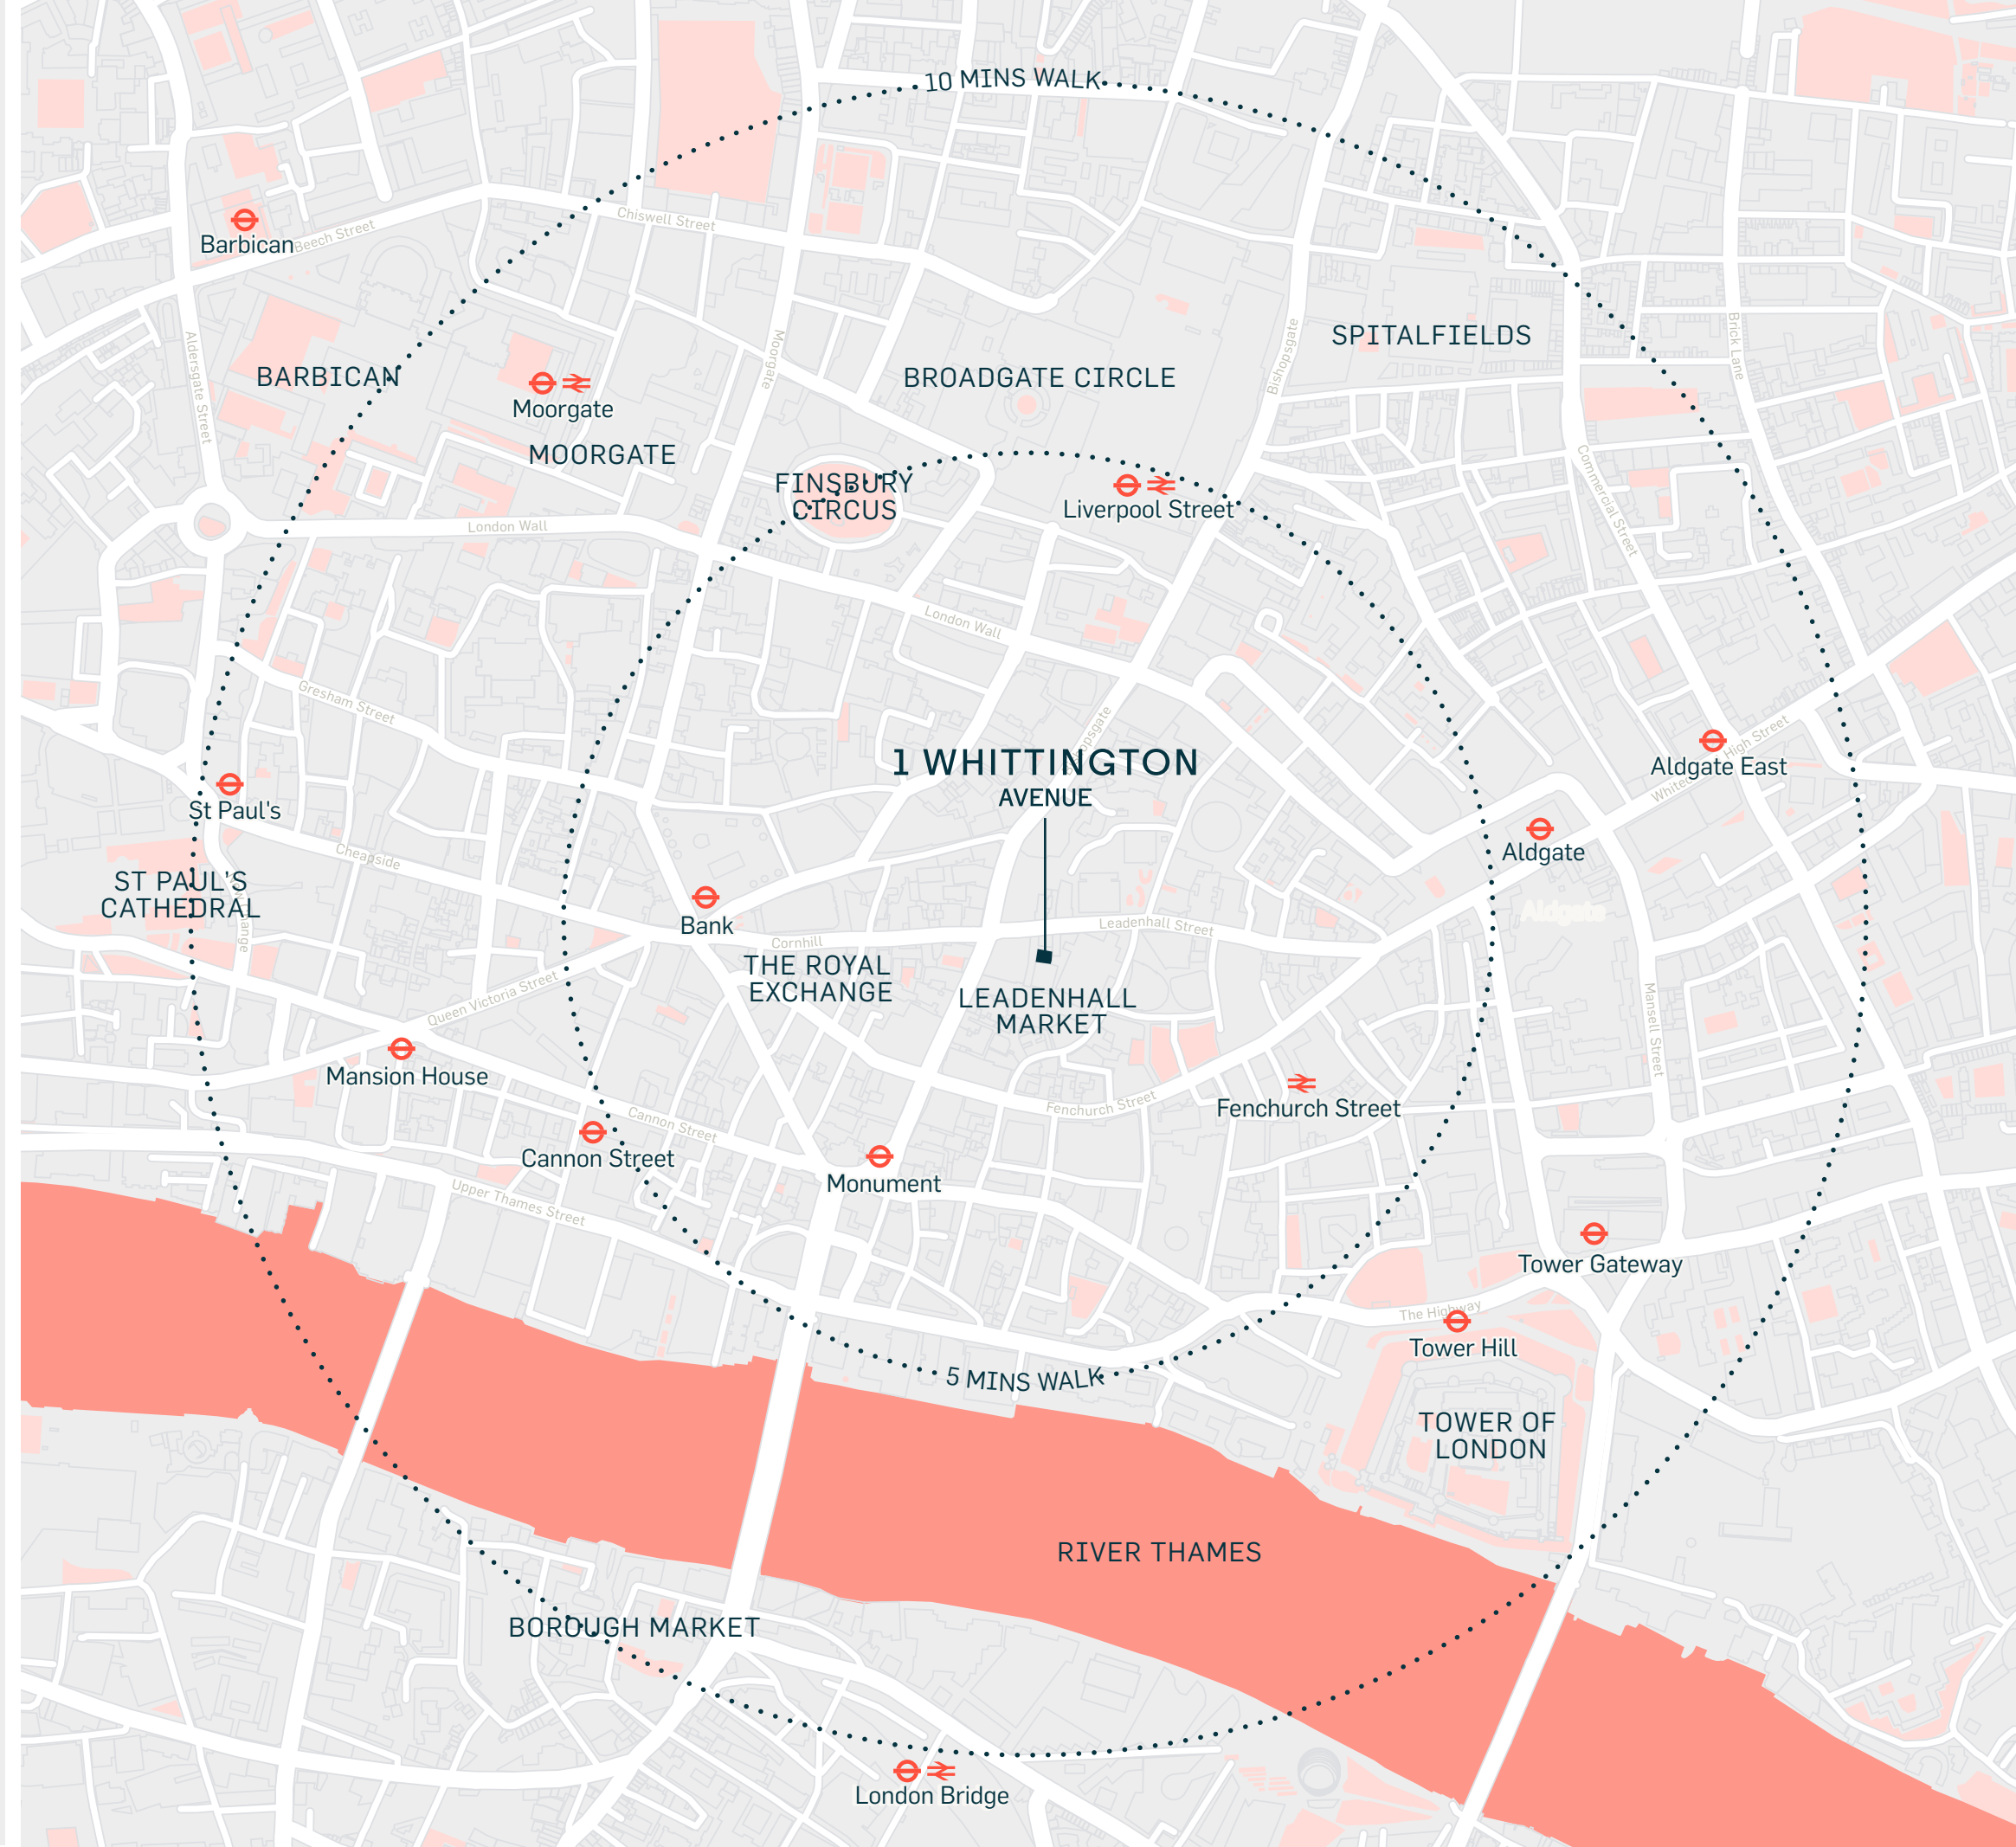 10 MINS WALK
Chiswell Street
Barbican
Beech Street
Brick Lane
Bishopsgate
SPITALFIELDS
Moorgate
Aldersgate Street
BARBICAN
BROADGATE CIRCLE
Moorgate
MOORGATE
FINSBURY
CIRCUS
Liverpool Street
Commercial Street
London Wall
London Wall
Gresham Street
opsgate
1 WHITTINGTON
AVENUE
High Street
Aldgate East
Whitec
St Paul's
Aldgate
Cheapside
ST PAUL'S
CATHEDRAL
Bank
Aldgate
Leadenhall Street
Cornhill
THE ROYAL
EXCHANGE
LEADENHALL
MARKET
Queen Victoria Street
Mansell Street
Mansion House
Fenchurch Street
Fenchurch Street
Cannon Street
Cannon Street
Monument
Upper Thames Street
Tower Gateway
The Highway
Tower Hill
5 MINS WALK
TOWER OF
LONDON
RIVER THAMES
BOROUGH MARKET
London Bridge